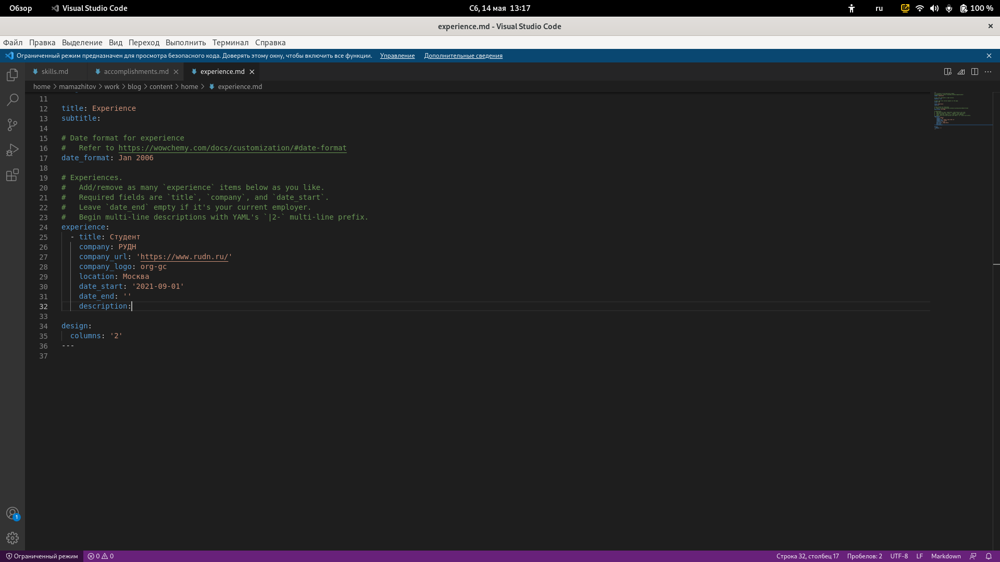 Обзор Visual Studio Code Сб, 14 мая 13:17 ru 100 %
experience.md - Visual Studio Code
Файл Правка Выделение Вид Переход Выполнить Терминал Справка
Ограниченный режим предназначен для просмотра безопасного кода. Доверять этому окну, чтобы включить все функции. Управление Дополнительные сведения
skills.md accomplishments.md experience.md
home > mamazhitov > work > blog > content > home > experience.md
11
12 title: Experience
13 subtitle:
14
15 # Date format for experience
16 #   Refer to https://wowchemy.com/docs/customization/#date-format
17 date_format: Jan 2006
18
19 # Experiences.
20 #   Add/remove as many `experience` items below as you like.
21 #   Required fields are `title`, `company`, and `date_start`.
22 #   Leave `date_end` empty if it's your current employer.
23 #   Begin multi-line descriptions with YAML's `|2-` multi-line prefix.
24 experience:
25   - title: Студент
26     company: РУДН
27     company_url: 'https://www.rudn.ru/'
28     company_logo: org-gc
29     location: Москва
30     date_start: '2021-09-01'
31     date_end: ''
32     description:
33
34 design:
35   columns: '2'
36 ---
37
1
Ограниченный режим 0 0 Строка 32, столбец 17 Пробелов: 2 UTF-8 LF Markdown